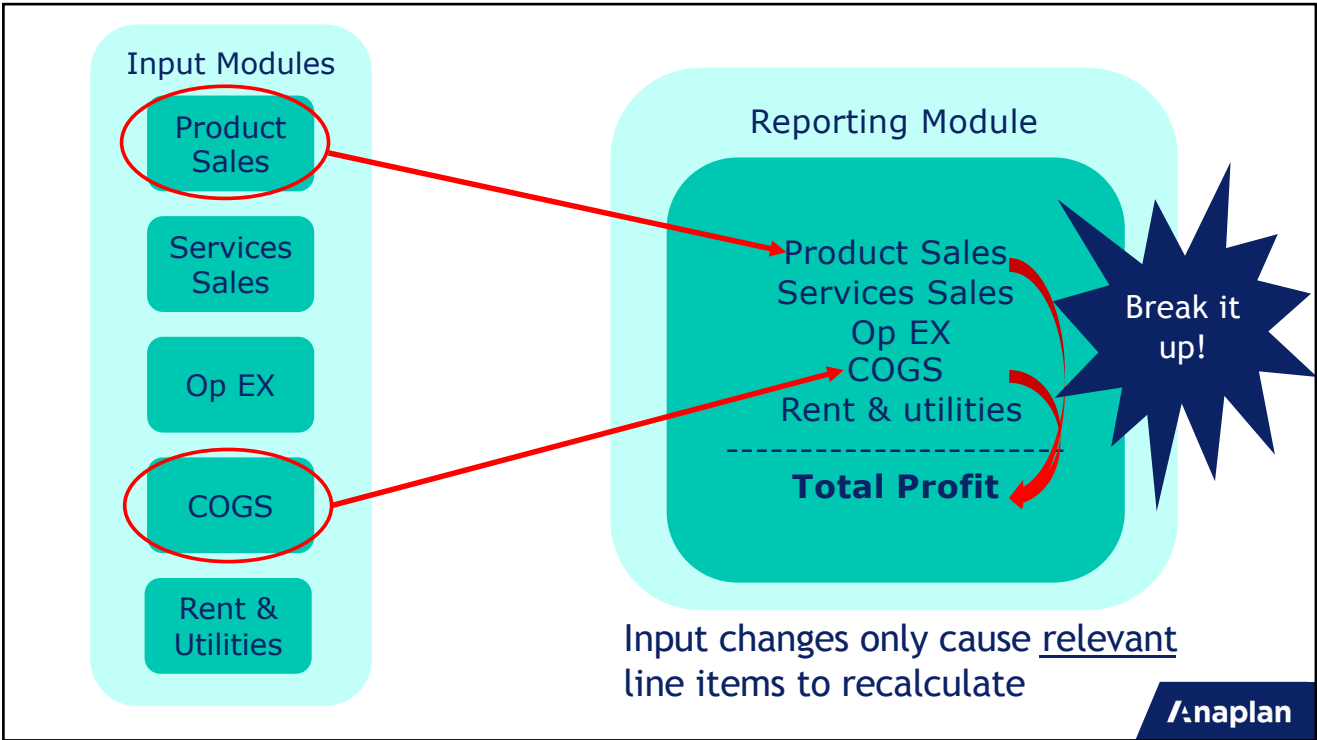 Input Modules
Product
Sales
Services
Sales
Op EX
COGS
Rent &
Utilities
Reporting Module
Product Sales
Services Sales
Op EX
COGS
Rent & utilities
Total Profit
Break it
up!
Input changes only cause relevant
line items to recalculate
Anaplan